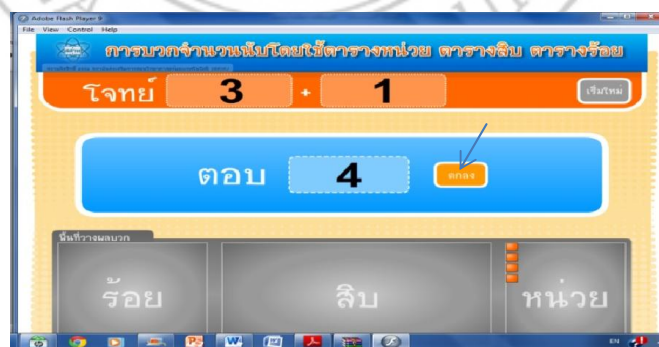 Adobe Flash Player 9
File View Control Help
การบวกจำนวนนับโดยใช้ตารางหน่วย ตารางสิบ ตารางร้อย
โจทย์ 3 + 1 เริ่มใหม่
ตอบ 4 ตกลง
พื้นที่วางผลบวก
ร้อย สิบ หน่วย
EN